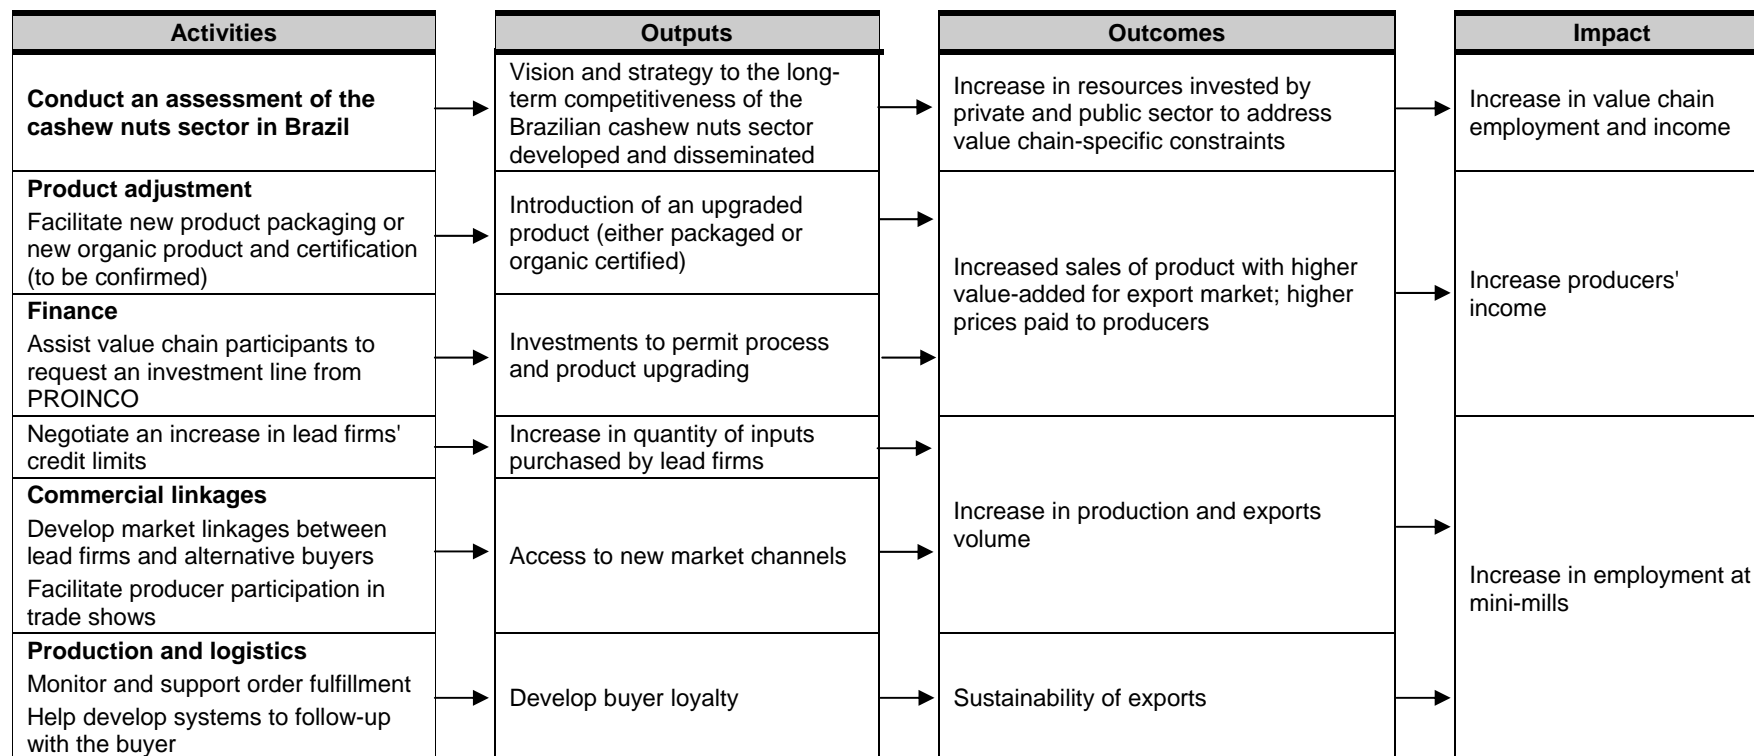 Activities
Conduct an assessment of the
cashew nuts sector in Brazil
Product adjustment
Facilitate new product packaging or
new organic product and certification
(to be confirmed)
Finance
Assist value chain participants to
request an investment line from
PROINCO
Negotiate an increase in lead firms'
credit limits
Commercial linkages
Develop market linkages between
lead firms and alternative buyers
Facilitate producer participation in
trade shows
Production and logistics
Monitor and support order fulfillment
Help develop systems to follow-up
with the buyer
Outputs
Vision and strategy to the long-
term competitiveness of the
Brazilian cashew nuts sector
developed and disseminated
Introduction of an upgraded
product (either packaged or
organic certified)
Investments to permit process
and product upgrading
Increase in quantity of inputs
purchased by lead firms
Access to new market channels
Develop buyer loyalty
Outcomes
Increase in resources invested by
private and public sector to address
value chain-specific constraints
Increased sales of product with higher
value-added for export market; higher
prices paid to producers
Increase in production and exports
volume
Sustainability of exports
Impact
Increase in value chain
employment and income
Increase producers'
income
Increase in employment at
mini-mills